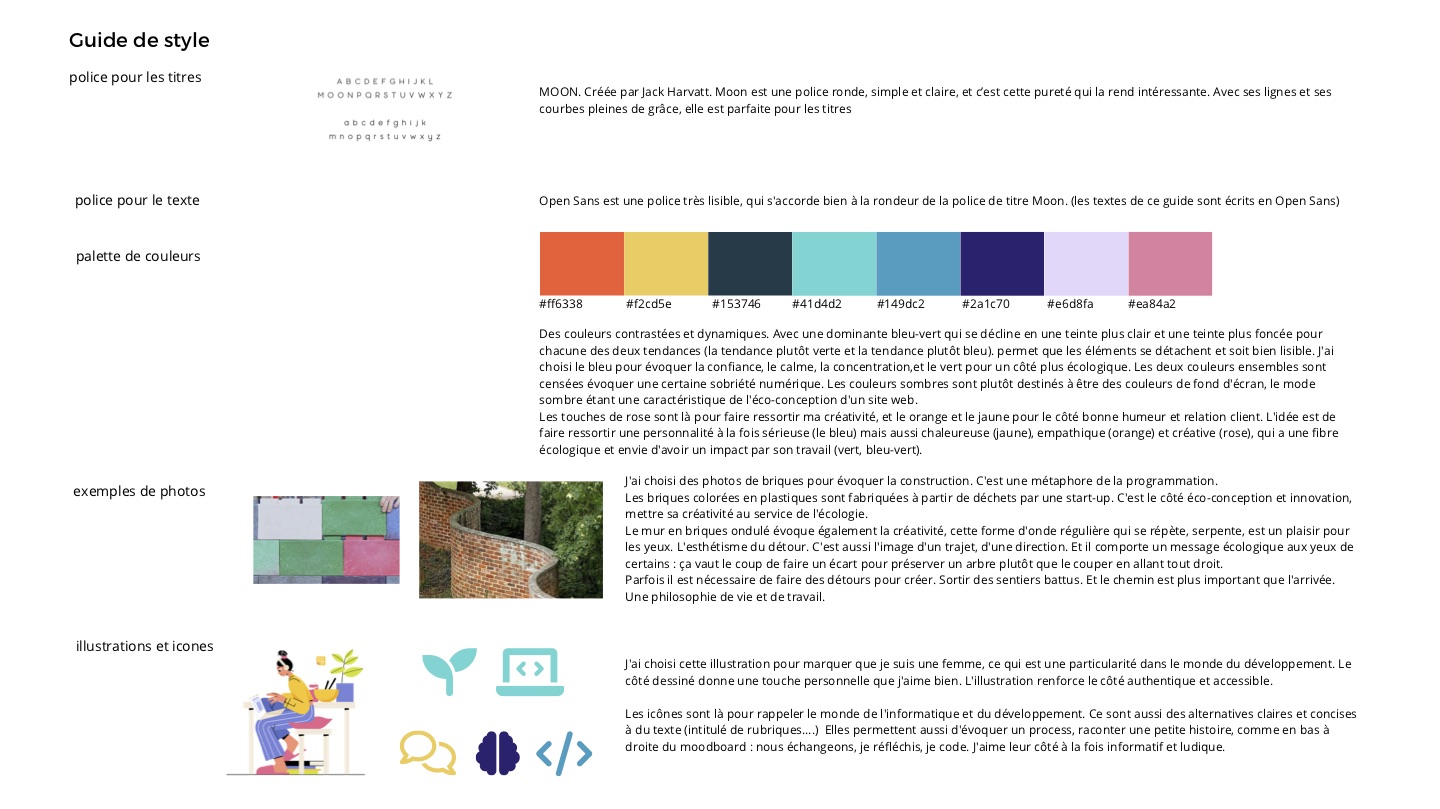 Guide de style
police pour les titres
A B C D E F G H I J K L
M O O N P Q R S T U V W X Y Z
a b c d e f g h i j k
m n o p q r s t u v w x y z
MOON. Créée par Jack Harvatt. Moon est une police ronde, simple et claire, et c'est cette pureté qui la rend intéressante. Avec ses lignes et ses
courbes pleines de grâce, elle est parfaite pour les titres
police pour le texte
Open Sans est une police très lisible, qui s'accorde bien à la rondeur de la police de titre Moon. (les textes de ce guide sont écrits en Open Sans)
palette de couleurs
#ff6338 #f2cd5e #153746 #41d4d2 #149dc2 #2a1c70 #e6d8fa #ea84a2
Des couleurs contrastées et dynamiques. Avec une dominante bleu-vert qui se décline en une teinte plus clair et une teinte plus foncée pour
chacune des deux tendances (la tendance plutôt verte et la tendance plutôt bleu). permet que les éléments se détachent et soit bien lisible. J'ai
choisi le bleu pour évoquer la confiance, le calme, la concentration,et le vert pour un côté plus écologique. Les deux couleurs ensembles sont
censées évoquer une certaine sobriété numérique. Les couleurs sombres sont plutôt destinés à être des couleurs de fond d'écran, le mode
sombre étant une caractéristique de l'éco-conception d'un site web.
Les touches de rose sont là pour faire ressortir ma créativité, et le orange et le jaune pour le côté bonne humeur et relation client. L'idée est de
faire ressortir une personnalité à la fois sérieuse (le bleu) mais aussi chaleureuse (jaune), empathique (orange) et créative (rose), qui a une fibre
écologique et envie d'avoir un impact par son travail (vert, bleu-vert).
exemples de photos
J'ai choisi des photos de briques pour évoquer la construction. C'est une métaphore de la programmation.
Les briques colorées en plastiques sont fabriquées à partir de déchets par une start-up. C'est le côté éco-conception et innovation,
mettre sa créativité au service de l'écologie.
Le mur en briques ondulé évoque également la créativité, cette forme d'onde régulière qui se répète, serpente, est un plaisir pour
les yeux. L'esthétisme du détour. C'est aussi l'image d'un trajet, d'une direction. Et il comporte un message écologique aux yeux de
certains : ça vaut le coup de faire un écart pour préserver un arbre plutôt que le couper en allant tout droit.
Parfois il est nécessaire de faire des détours pour créer. Sortir des sentiers battus. Et le chemin est plus important que l'arrivée.
Une philosophie de vie et de travail.
illustrations et icones
J'ai choisi cette illustration pour marquer que je suis une femme, ce qui est une particularité dans le monde du développement. Le
côté dessiné donne une touche personnelle que j'aime bien. L'illustration renforce le côté authentique et accessible.
Les icônes sont là pour rappeler le monde de l'informatique et du développement. Ce sont aussi des alternatives claires et concises
à du texte (intitulé de rubriques....) Elles permettent aussi d'évoquer un process, raconter une petite histoire, comme en bas à
droite du moodboard : nous échangeons, je réfléchis, je code. J'aime leur côté à la fois informatif et ludique.